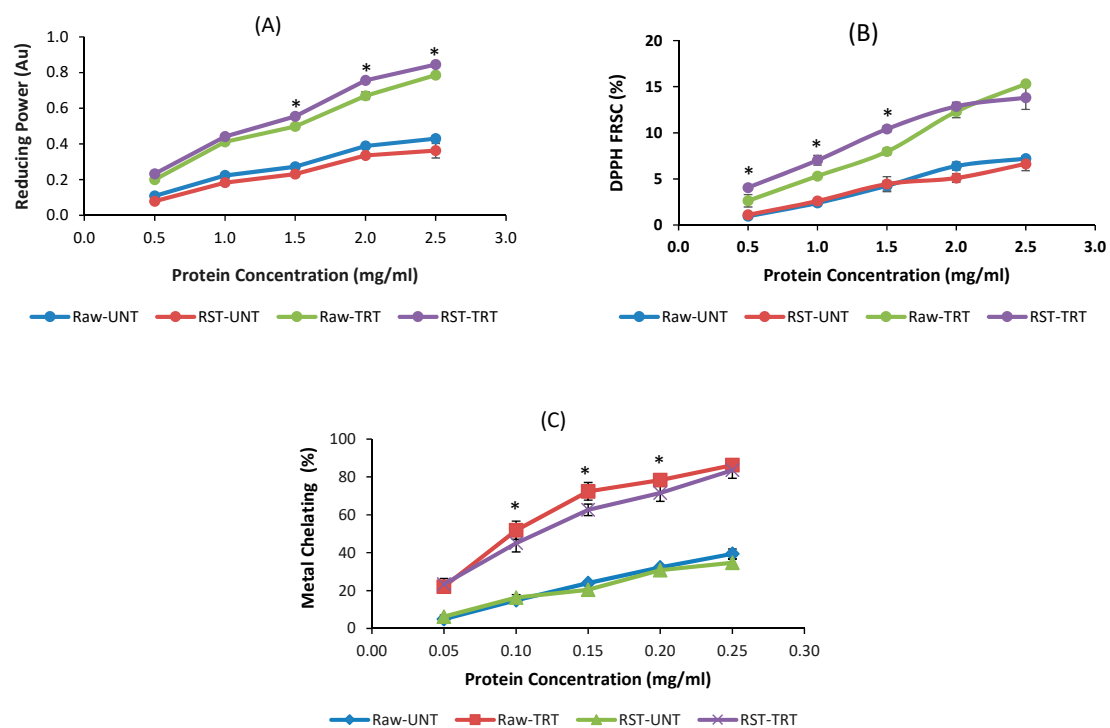 (A)
Reducing Power (Au)
1.0
0.8
0.6
0.4
0.2
0.0
* * *
0.0 0.5 1.0 1.5 2.0 2.5 3.0
Protein Concentration (mg/ml)
Raw-UNT RST-UNT Raw-TRT RST-TRT
(B)
DPPH FRSC (%)
20
15
10
5
0
* * *
0.0 0.5 1.0 1.5 2.0 2.5 3.0
Protein Concentration (mg/ml)
Raw-UNT RST-UNT Raw-TRT RST-TRT
(C)
Metal Chelating (%)
100
80
60
40
20
0
* * *
0.00 0.05 0.10 0.15 0.20 0.25 0.30
Protein Concentration (mg/ml)
Raw-UNT Raw-TRT RST-UNT RST-TRT